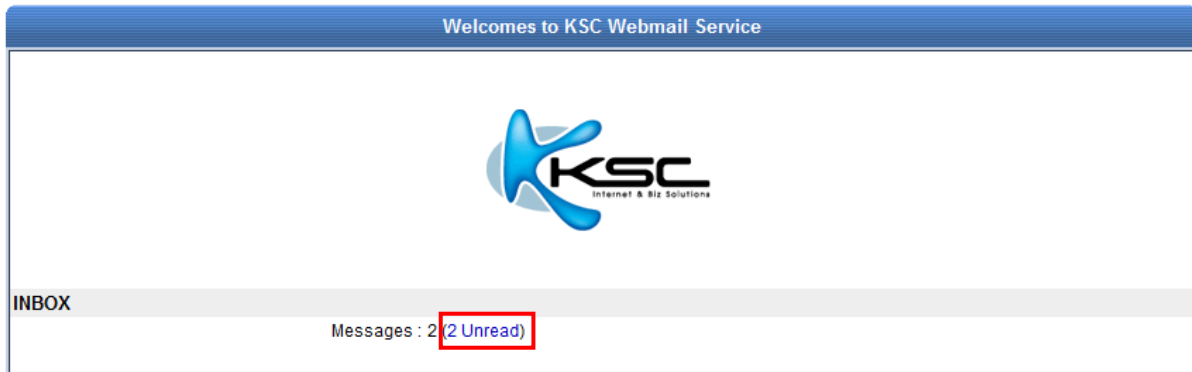 Welcomes to KSC Webmail Service
KSC
Internet & Biz Solutions
INBOX
Messages : 2 (2 Unread)